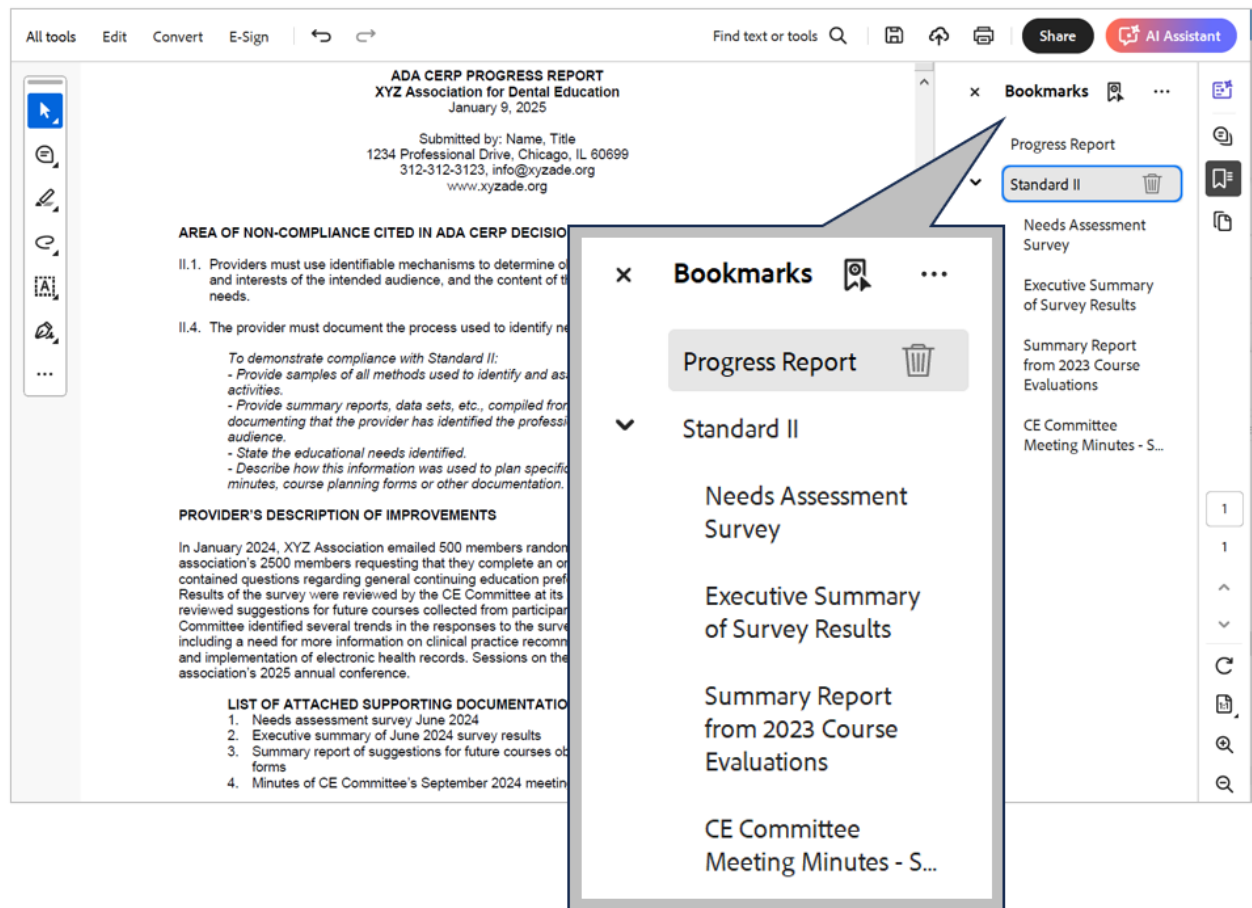 All tools Edit Convert E-Sign Find text or tools Share AI Assistant
ADA CERP PROGRESS REPORT
XYZ Association for Dental Education
January 9, 2025
Submitted by: Name, Title
1234 Professional Drive, Chicago, IL 60699
312-312-3123, info@xyzade.org
www.xyzade.org
AREA OF NON-COMPLIANCE CITED IN ADA CERP DECISIO
II.1. Providers must use identifiable mechanisms to determine
and interests of the intended audience, and the content of
needs.
II.4. The provider must document the process used to identify
To demonstrate compliance with Standard II:
- Provide samples of all methods used to identify and
activities.
- Provide summary reports, data sets, etc., compiled
documenting that the provider has identified the
audience.
- State the educational needs identified.
- Describe how this information was used to plan
minutes, course planning forms or other documentation.
PROVIDER'S DESCRIPTION OF IMPROVEMENTS
In January 2024, XYZ Association emailed 500 members
association's 2500 members requesting that they complete an
contained questions regarding general continuing education
Results of the survey were reviewed by the CE Committee at its
reviewed suggestions for future courses collected from
Committee identified several trends in the responses to the
including a need for more information on clinical practice
and implementation of electronic health records. Sessions on the
association's 2025 annual conference.
LIST OF ATTACHED SUPPORTING DOCUMENTATIO
1. Needs assessment survey June 2024
2. Executive summary of June 2024 survey results
3. Summary report of suggestions for future courses
forms
4. Minutes of CE Committee's September 2024
Bookmarks
Progress Report
Standard II
Needs Assessment
Survey
Executive Summary
of Survey Results
Summary Report
from 2023 Course
Evaluations
CE Committee
Meeting Minutes - S...
Bookmarks
Progress Report
Standard II
Needs Assessment
Survey
Executive Summary
of Survey Results
Summary Report
from 2023 Course
Evaluations
CE Committee
Meeting Minutes - S...
1
1